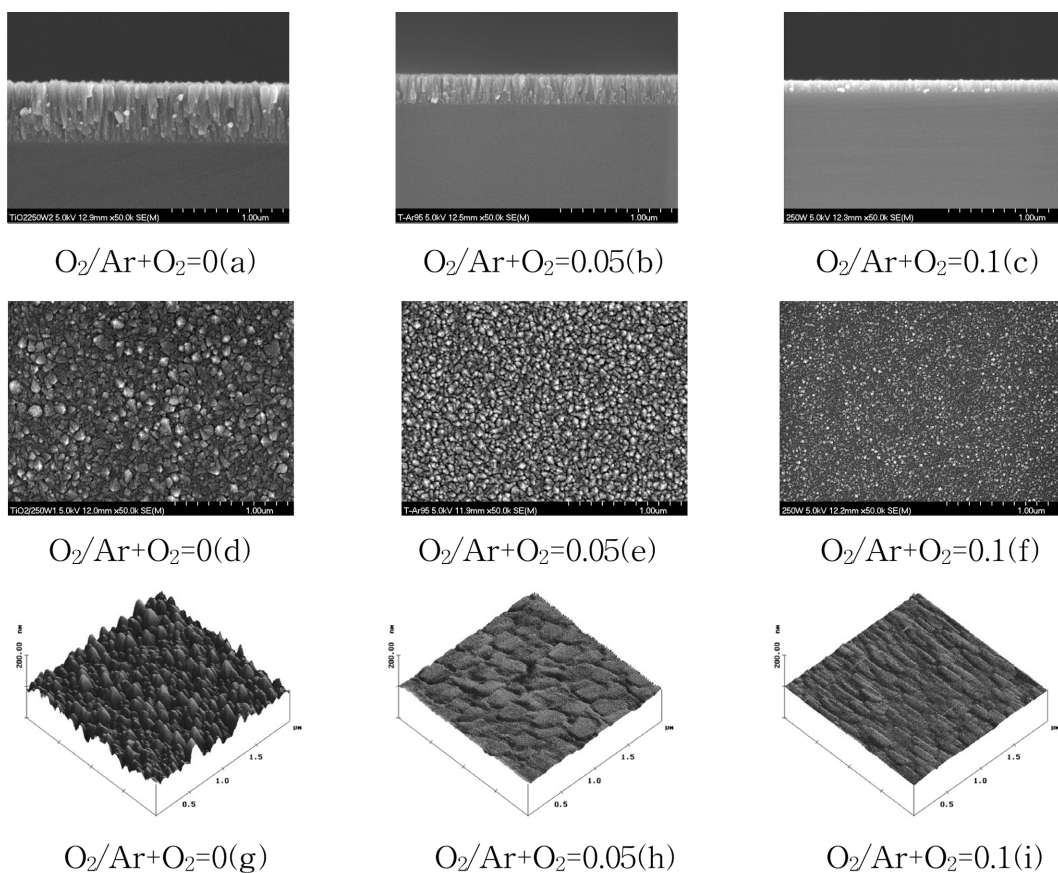 TiO2250W2 5.0kV 12.9mm x50.0k SE(M) 1.00um
T-Ar95 5.0kV 12.5mm x50.0k SE(M) 1.00um
250W 5.0kV 12.3mm x50.0k SE(M) 1.00um
O₂/Ar+O₂=0(a)
O₂/Ar+O₂=0.05(b)
O₂/Ar+O₂=0.1(c)
TiO2/250W1 5.0kV 12.0mm x50.0k SE(M) 1.00um
T-Ar95 5.0kV 11.9mm x50.0k SE(M) 1.00um
250W 5.0kV 12.2mm x50.0k SE(M) 1.00um
O₂/Ar+O₂=0(d)
O₂/Ar+O₂=0.05(e)
O₂/Ar+O₂=0.1(f)
200.00 nm
0.5
1.0
1.5
μm
200.00 nm
0.5
1.0
1.5
μm
200.00 nm
0.5
1.0
1.5
μm
O₂/Ar+O₂=0(g)
O₂/Ar+O₂=0.05(h)
O₂/Ar+O₂=0.1(i)